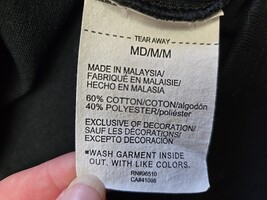 TEAR AWAY
MD/M/M
MADE IN MALAYSIA/
FABRIQUÉ EN MALAISIE/
HECHO EN MALASIA
60% COTTON/COTON/algodón
40% POLYESTER/poliéster
EXCLUSIVE OF DECORATION/
SAUF LES DÉCORATIONS/
EXCEPTO DECORACIÓN
*WASH GARMENT INSIDE
OUT, WITH LIKE COLORS.
RN#96510
CA#41098